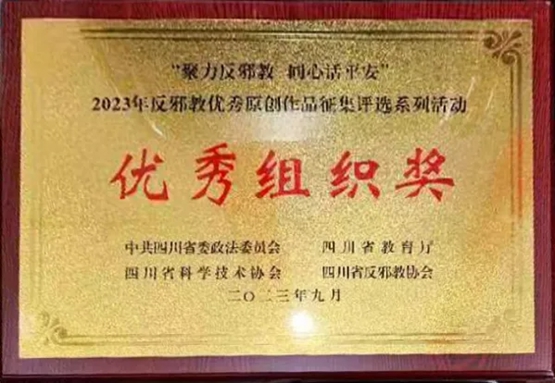 “聚力反邪教 同心话平安”
2023年反邪教优秀原创作品征集评选系列活动
优秀组织奖
中共四川省委政法委员会 四川省教育厅
四川省科学技术协会 四川省反邪教协会
二〇二三年九月